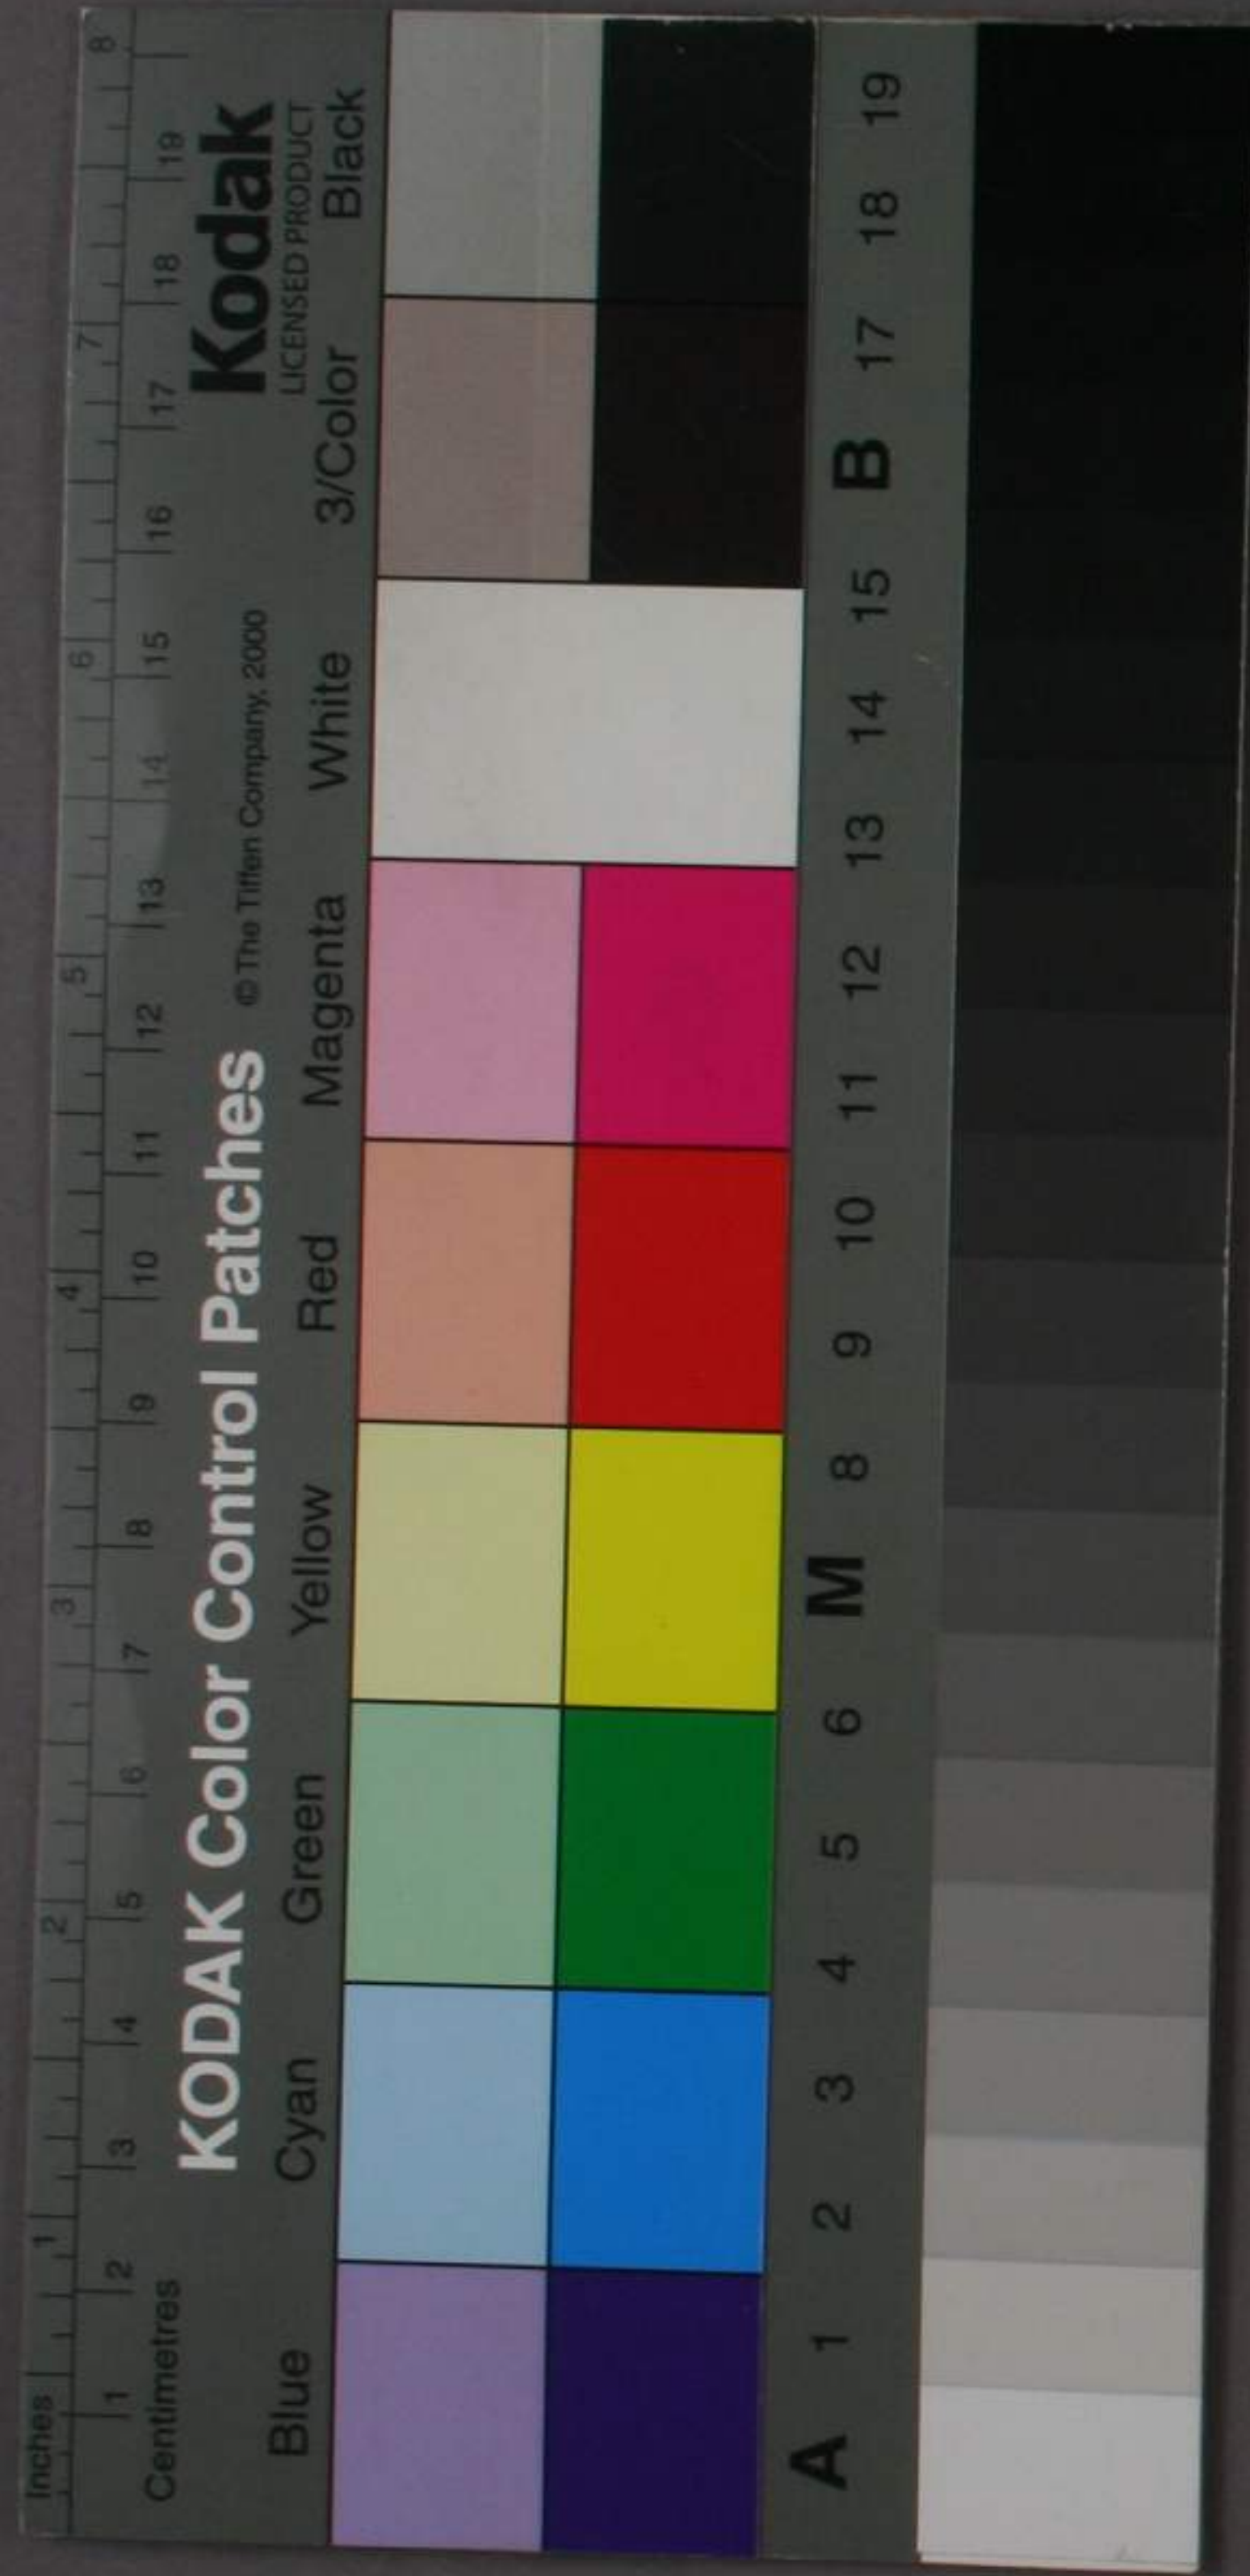 Inches 1 2 3 4 5 6 7 8
Centimetres 1 2 3 4 5 6 7 8 9 10 11 12 13 14 15 16 17 18 19
KODAK Color Control Patches © The Tiffen Company, 2000 Kodak
LICENSED PRODUCT
Blue Cyan Green Yellow Red Magenta White 3/Color Black
A 1 2 3 4 5 6 M 8 9 10 11 12 13 14 15 B 17 18 19